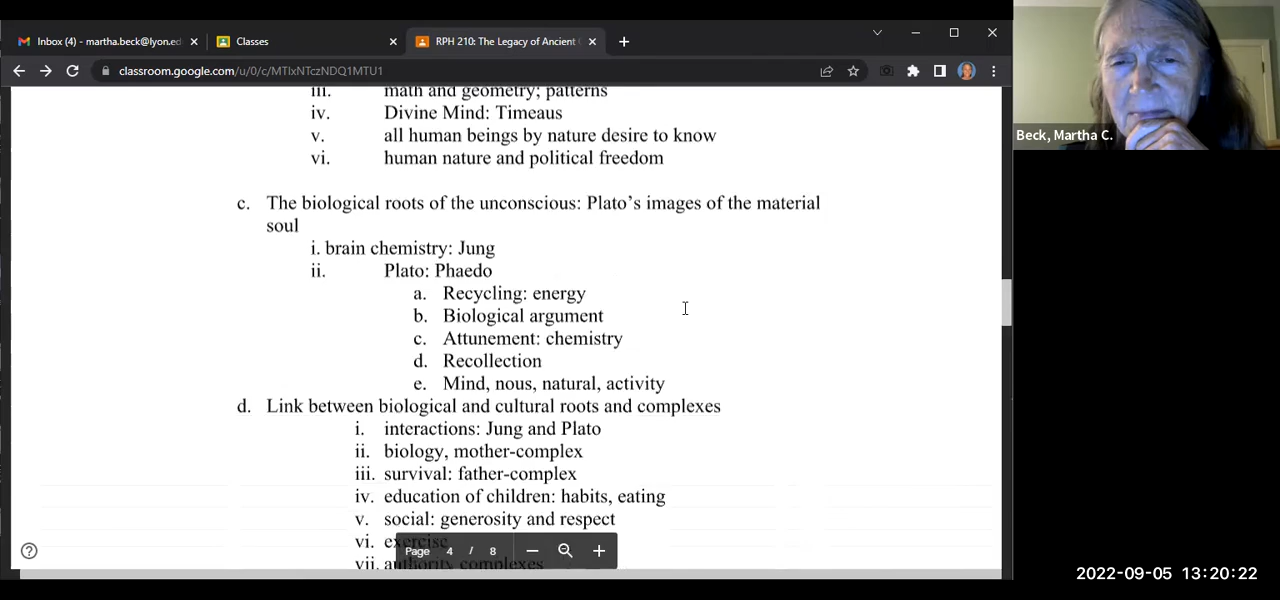 Inbox (4) - martha.beck@lyon.ed
Classes
RPH 210: The Legacy of Ancient
classroom.google.com/u/0/c/MTIxNTczNDQ1MTU1
Beck, Martha C.
iii. math and geometry; patterns
iv. Divine Mind: Timeaus
v. all human beings by nature desire to know
vi. human nature and political freedom
c. The biological roots of the unconscious: Plato's images of the material
soul
i. brain chemistry: Jung
ii. Plato: Phaedo
a. Recycling: energy
b. Biological argument
c. Attunement: chemistry
d. Recollection
e. Mind, nous, natural, activity
d. Link between biological and cultural roots and complexes
i. interactions: Jung and Plato
ii. biology, mother-complex
iii. survival: father-complex
iv. education of children: habits, eating
v. social: generosity and respect
vi. exercise
vii. authority complexes
Page 4 / 8
2022-09-05 13:20:22